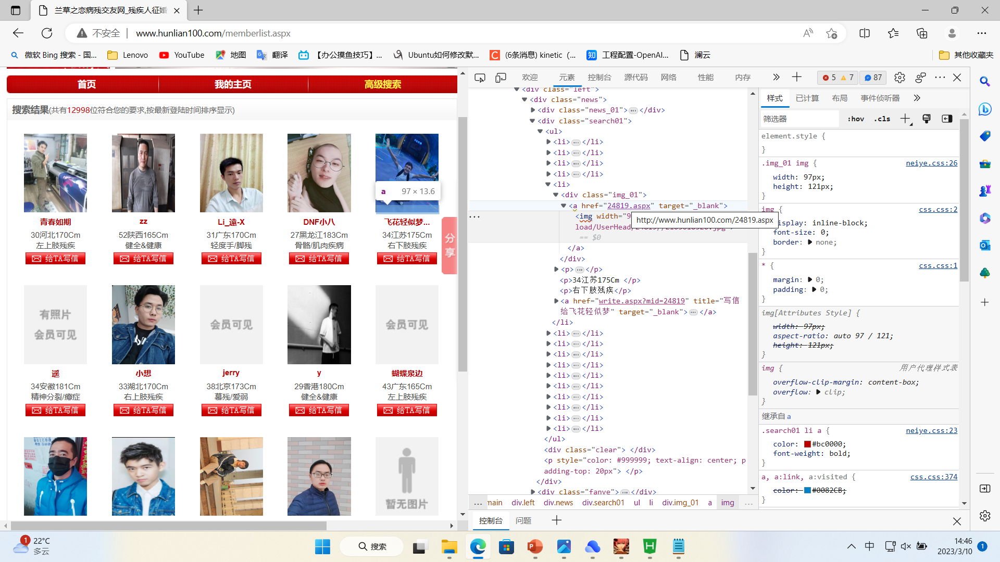 兰草之恋病残交友网_残疾人征婚
不安全 www.hunlian100.com/memberlist.aspx
微软 Bing 搜索 - 国... Lenovo YouTube 地图 翻译 【办公摸鱼技巧】... Ubuntu如何修改默... (6条消息) kinetic (... 工程配置-OpenAI... 澜云 其他收藏夹
首页 我的主页 高级搜索
搜索结果(共有12998位符合您的要求,按最新登陆时间排序显示)
a 97 × 13.6
青春如期 zz Li_遠-X DNF小八 飞花轻似梦...
30河北170Cm 52陕西165Cm 31广东170Cm 27黑龙江183Cm 34江苏175Cm
左上肢残疾 健全&健康 轻度手/脚残 骨骼/肌肉疾病 右下肢残疾
给TA写信 给TA写信 给TA写信 给TA写信 给TA写信
分享
有照片
会员可见 会员可见 会员可见
遥 小想 jerry y 蝴蝶泉边
34安徽181Cm 33湖北170Cm 38北京173Cm 29香港180Cm 43广东165Cm
精神分裂/癔症 右上肢残疾 慕残/爱弱 健全&健康 左上肢残疾
给TA写信 给TA写信 给TA写信 给TA写信 给TA写信
暂无图片
欢迎 元素 控制台 源代码 网络 性能 内存 5 7 87
<div class="left">
<div class="news">
<div class="news_01"> ... </div>
<div class="search01">
<ul>
<li> ... </li>
<li> ... </li>
<li> ... </li>
<li> ... </li>
<li>
<div class="img_01">
<a href="24819.aspx" target="_blank">
<img width="9
http://www.hunlian100.com/24819.aspx
== $0
</a>
</div>
<p> ... </p>
<p>34江苏175Cm </p>
<p>右下肢残疾</p>
<a href="write.aspx?mid=24819" title="写信
给飞花轻似梦" target="_blank"> ... </a>
</li>
<li> ... </li>
<li> ... </li>
<li> ... </li>
<li> ... </li>
<li> ... </li>
<li> ... </li>
<li> ... </li>
<li> ... </li>
<li> ... </li>
<li> ... </li>
</ul>
<div class="clear"> </div>
<p style="color: #999999; text-align: center; p
adding-top: 20px"> </p>
</div>
<div class="fanye"> ... </div>
... main div.left div.news div.search01 ul li div.img_01 a img ...
控制台 问题
样式 已计算 布局 事件侦听器
筛选器 :hov .cls
element.style {
}
.img_01 img { neiye.css:26
width: 97px;
height: 121px;
}
img { css.css:2
display: inline-block;
font-size: 0;
border: none;
}
* { css.css:1
margin: 0;
padding: 0;
}
img[Attributes Style] {
width: 97px;
aspect-ratio: auto 97 / 121;
height: 121px;
}
img { 用户代理样式表
overflow-clip-margin: content-box;
overflow: clip;
}
继承自 a
.search01 li a { neiye.css:23
color: #bc0000;
font-weight: bold;
}
a, a:link, a:visited { css.css:374
color: #0082CB;
}
1 22°C
多云
搜索
中 14:46
2023/3/10 1